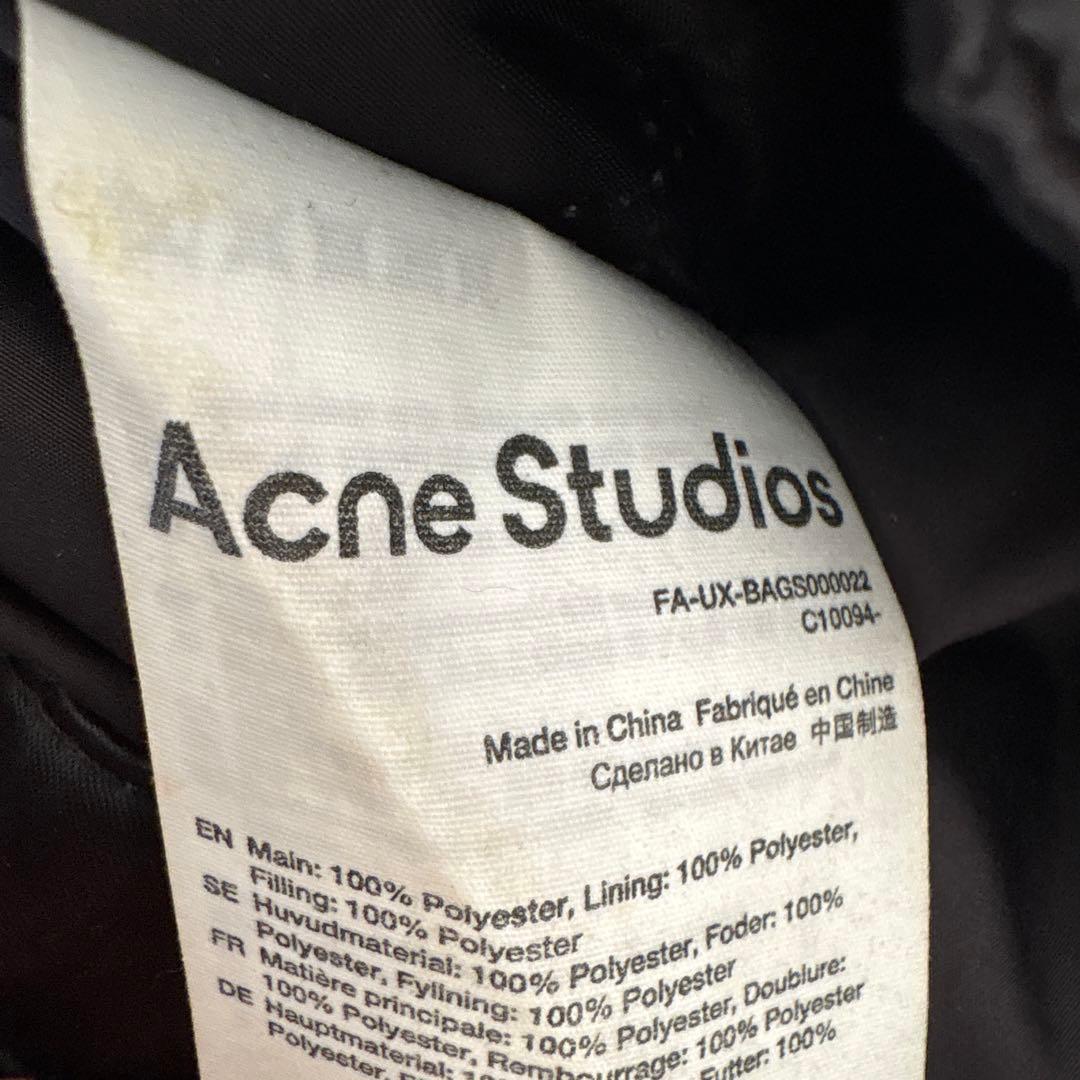 Acne Studios
FA-UX-BAGS000022
C10094-
Made in China Fabriqué en Chine
Сделано в Китае 中国制造
EN Main: 100% Polyester, Lining: 100% Polyester,
Filling: 100% Polyester
SE Huvudmaterial: 100% Polyester, Foder: 100%
Polyester, Fyllning: 100% Polyester
FR Matière principale: 100% Polyester, Doublure:
100% Polyester, Rembourrage: 100% Polyester
DE Hauptmaterial: Futter: 100%
Polyester,